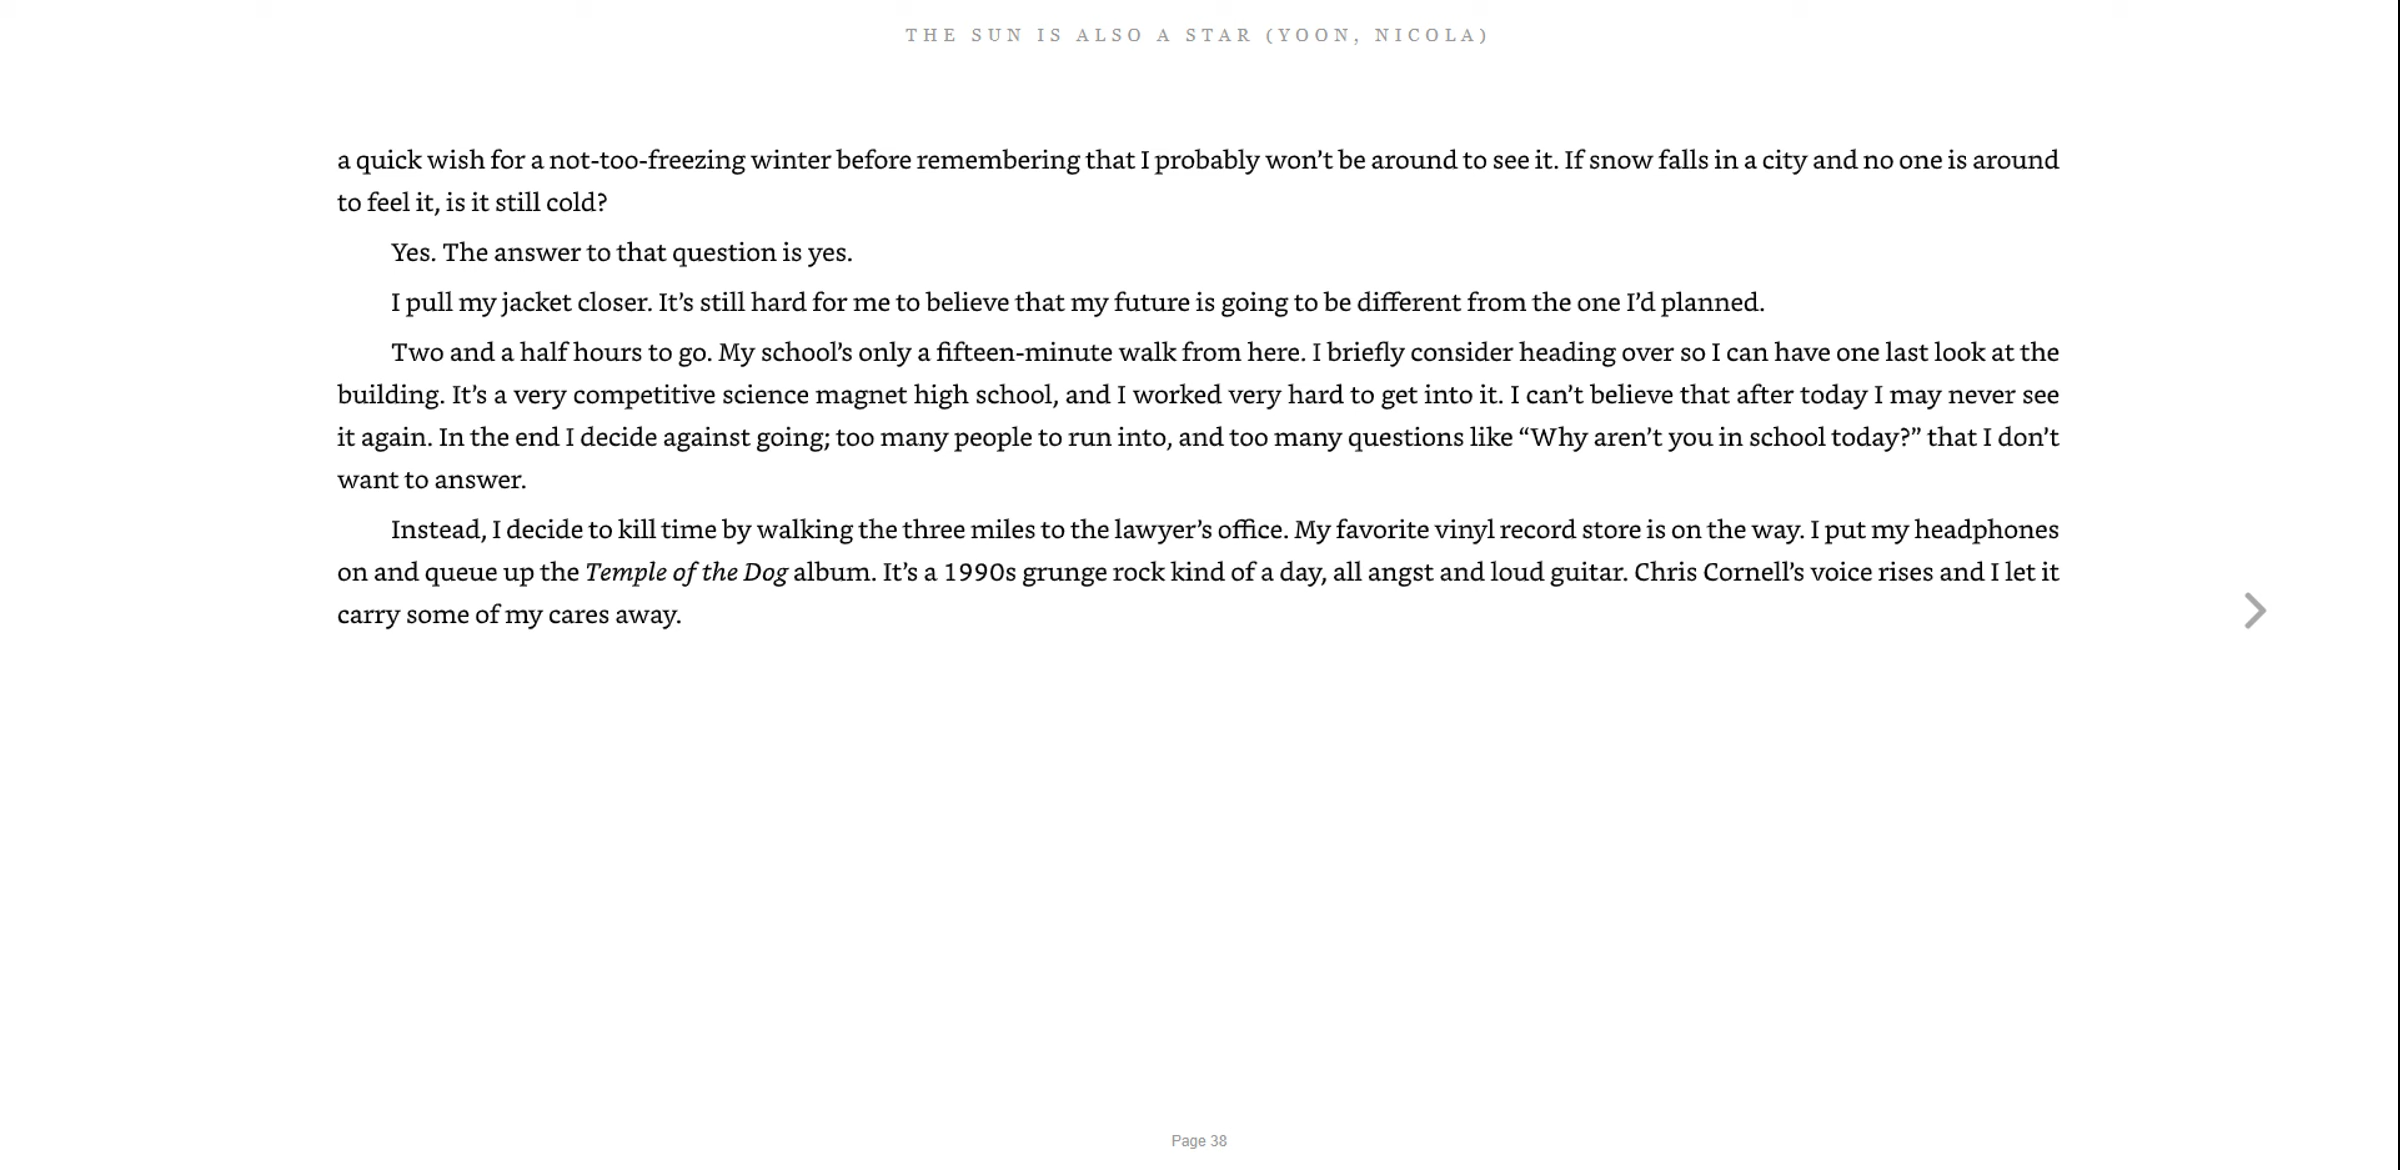 THE SUN IS ALSO A STAR (YOON, NICOLA)
a quick wish for a not-too-freezing winter before remembering that I probably won’t be around to see it. If snow falls in a city and no one is around
to feel it, is it still cold?
Yes. The answer to that question is yes.
I pull my jacket closer. It’s still hard for me to believe that my future is going to be different from the one I’d planned.
Two and a half hours to go. My school’s only a fifteen-minute walk from here. I briefly consider heading over so I can have one last look at the
building. It’s a very competitive science magnet high school, and I worked very hard to get into it. I can’t believe that after today I may never see
it again. In the end I decide against going; too many people to run into, and too many questions like “Why aren’t you in school today?” that I don’t
want to answer.
Instead, I decide to kill time by walking the three miles to the lawyer’s office. My favorite vinyl record store is on the way. I put my headphones
on and queue up the Temple of the Dog album. It’s a 1990s grunge rock kind of a day, all angst and loud guitar. Chris Cornell’s voice rises and I let it
carry some of my cares away.
Page 38